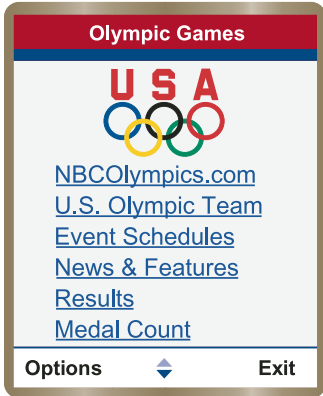 Olympic Games
USA
NBCOlympics.com
U.S. Olympic Team
Event Schedules
News & Features
Results
Medal Count
Options Exit